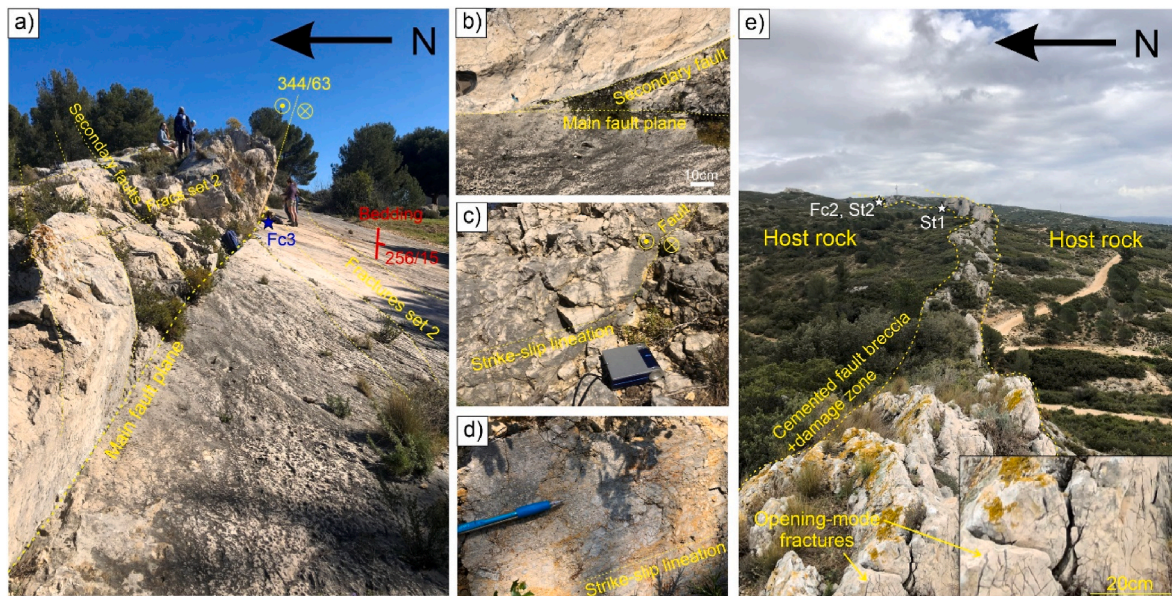 a)
N
344/63
Secondary faults
Fracs set 2
Bedding
256/15
Fc3
Fractures set 2
Main fault plane
b)
Secondary fault
Main fault plane
10cm
c)
Fault
Strike-slip lineation
d)
Strike-slip lineation
e)
N
Fc2, St2
St1
Host rock
Host rock
Cemented fault breccia
+damage zone
Opening-mode
fractures
20cm